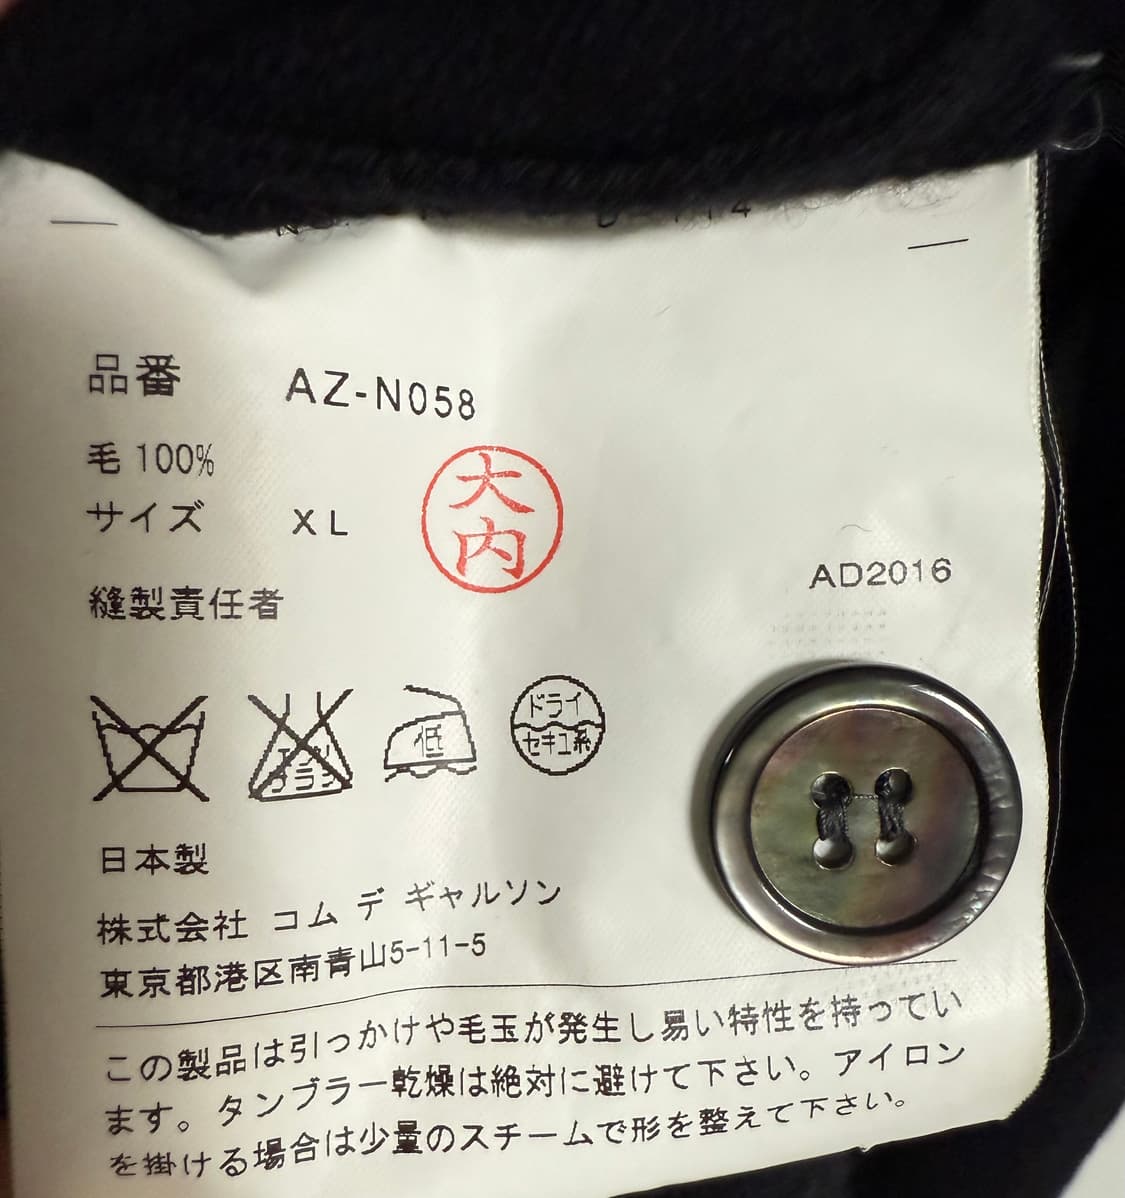 品番 AZ-N058
毛 100%
サイズ XL
大
内
縫製責任者
AD2016
低
ドライ
セキユ系
日本製
株式会社 コム デ ギャルソン
東京都港区南青山5-11-5
この製品は引っかけや毛玉が発生し易い特性を持ってい
ます。タンブラー乾燥は絶対に避けて下さい。アイロン
を掛ける場合は少量のスチームで形を整えて下さい。